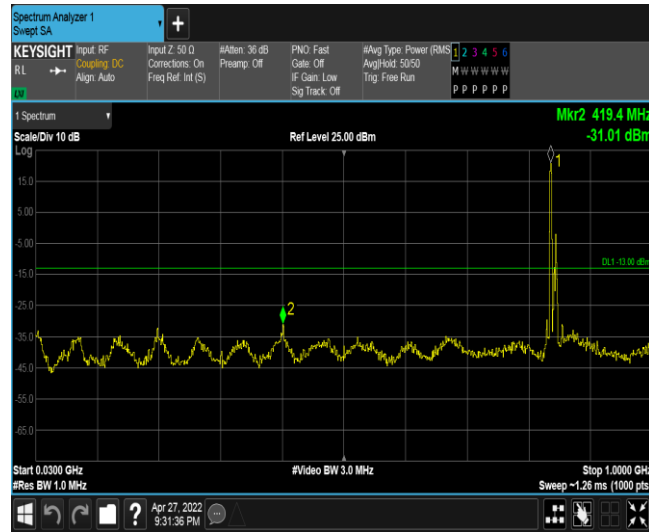 Spectrum Analyzer 1
Swept SA
+
KEYSIGHT
RL
LNI
Input: RF
Coupling: DC
Align: Auto
Input Z: 50 Ω
Corrections: On
Freq Ref: Int (S)
#Atten: 36 dB
Preamp: Off
PNO: Fast
Gate: Off
IF Gain: Low
Sig Track: Off
#Avg Type: Power (RMS
Avg|Hold: 50/50
Trig: Free Run
1 2 3 4 5 6
M W W W W W
P P P P P P
1 Spectrum
Mkr2 419.4 MHz
Scale/Div 10 dB
Ref Level 25.00 dBm
-31.01 dBm
Log
1
15.0
5.00
-5.00
DL1 -13.00 dBm
-15.0
-25.0
2
-35.0
-45.0
-55.0
-65.0
Start 0.0300 GHz
#Video BW 3.0 MHz
Stop 1.0000 GHz
#Res BW 1.0 MHz
Sweep ~1.26 ms (1000 pts
?
Apr 27, 2022
9:31:36 PM